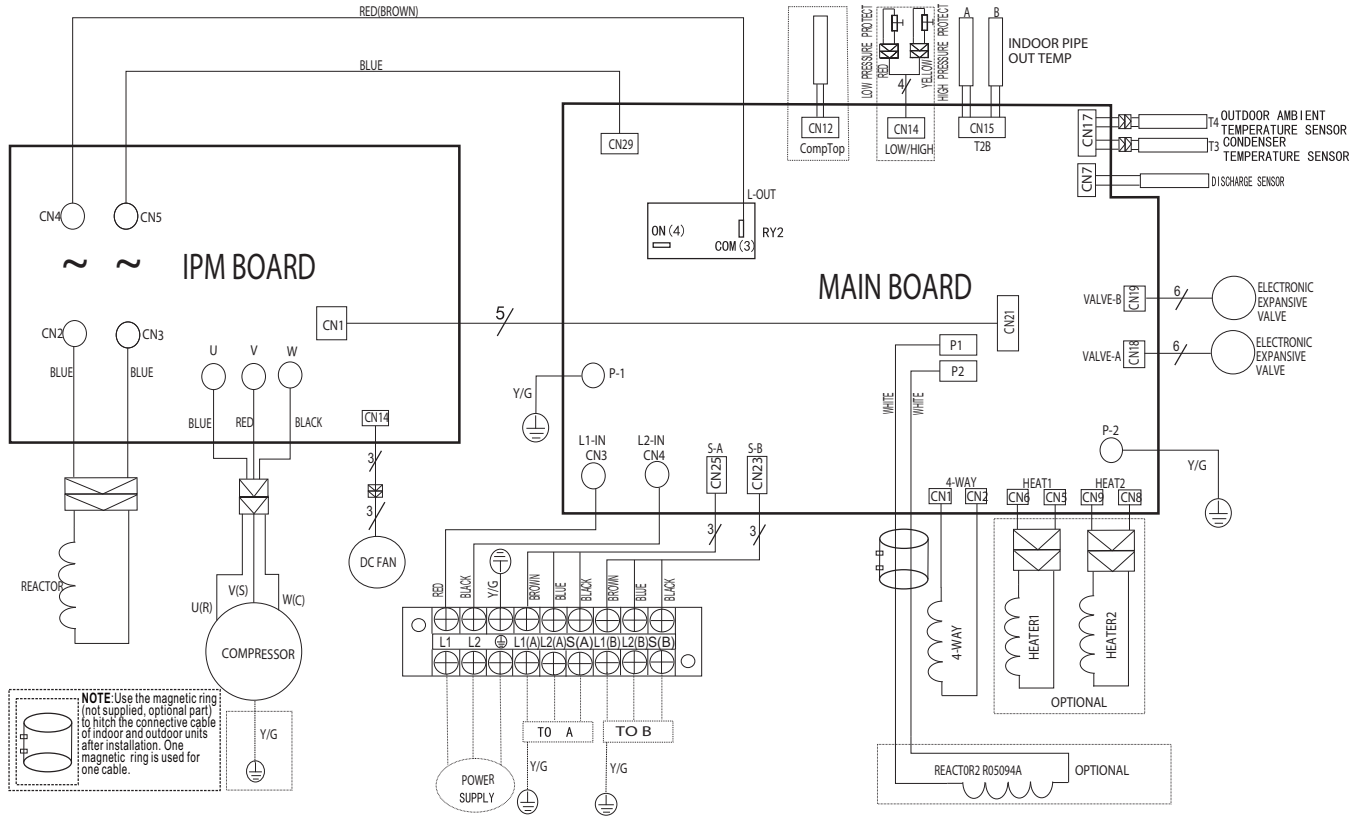 RED(BROWN)
BLUE
LOW PRESSURE PROTECT
RED
4
YELLOW
HIGH PRESSURE PROTECT
A
B
INDOOR PIPE
OUT TEMP
CN12
CompTop
CN14
LOW/HIGH
CN15
T2B
CN17
T4 OUTDOOR AMBIENT
TEMPERATURE SENSOR
T3 CONDENSER
TEMPERATURE SENSOR
CN7
DISCHARGE SENSOR
CN29
L-OUT
ON(4)
COM(3)
RY2
CN4
CN5
~
~
IPM BOARD
MAIN BOARD
CN2
CN3
CN1
5
CN21
VALVE-B
CN19
6
ELECTRONIC
EXPANSIVE
VALVE
VALVE-A
CN18
6
ELECTRONIC
EXPANSIVE
VALVE
P1
P2
WHITE
WHITE
U
V
W
BLUE
BLUE
BLUE
RED
BLACK
CN14
3
3
DC FAN
P-1
Y/G
L1-IN
CN3
L2-IN
CN4
S-A
CN25
S-B
CN23
3
3
P-2
Y/G
4-WAY
CN1
CN2
HEAT1
CN6
CN5
HEAT2
CN9
CN8
REACTOR
U(R)
V(S)
W(C)
COMPRESSOR
Y/G
RED
BLACK
Y/G
BROWIN
BLUE
BLACK
BROWN
BLUE
BLACK
L1
L2
L1(A)
L2(A)
S(A)
L1(B)
L2(B)
S(B)
TO A
TO B
Y/G
Y/G
POWER
SUPPLY
4-WAY
HEATER1
HEATER2
OPTIONAL
REACTOR2 R05094A
OPTIONAL
NOTE:Use the magnetic ring
(not supplied, optional part)
to hitch the connective cable
of indoor and outdoor units
after installation. One
magnetic ring is used for
one cable.